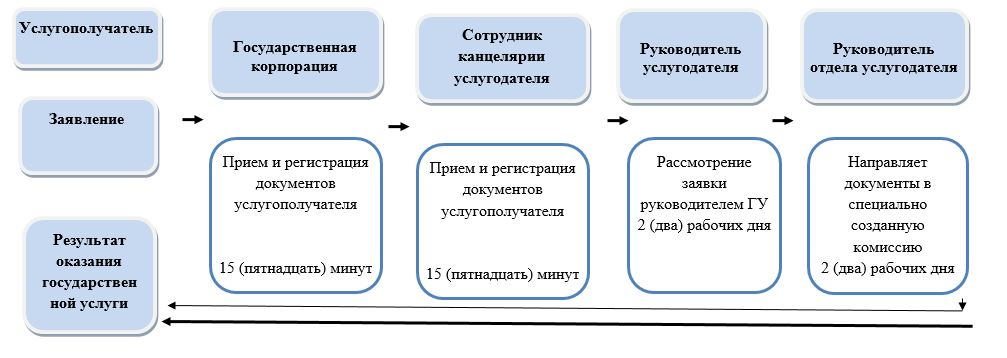 Услугополучатель
Заявление
Результат
оказания
государствен
ной услуги
Государственная
корпорация
Прием и регистрация
документов
услугополучателя
15 (пятнадцать) минут
Сотрудник
канцелярии
услугодателя
Прием и регистрация
документов
услугополучателя
15 (пятнадцать) минут
Руководитель
услугодателя
Рассмотрение
заявки
руководителем ГУ
2 (два) рабочих дня
Руководитель
отдела услугодателя
Направляет
документы в
специально
созданную
комиссию
2 (два) рабочих дня